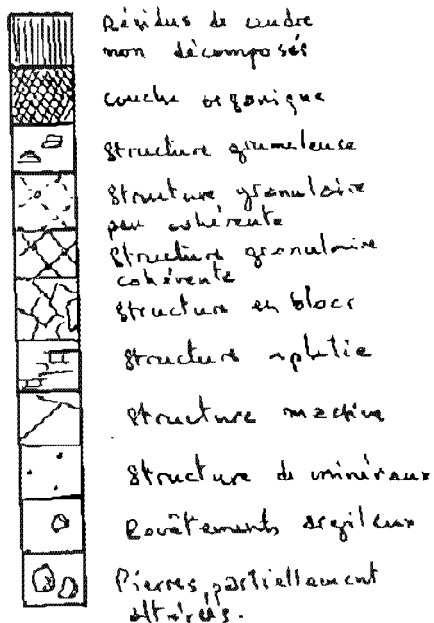 Résidus de cendre
non décomposés
couche organique
Structure grumeleuse
Structure granulaire
peu cohérente
Structure granulaire
cohérente
Structure en blocs
Structure aplatie
Structure massive
Structure de minéraux
Revêtements argileux
Pierres partiellement
altérées.